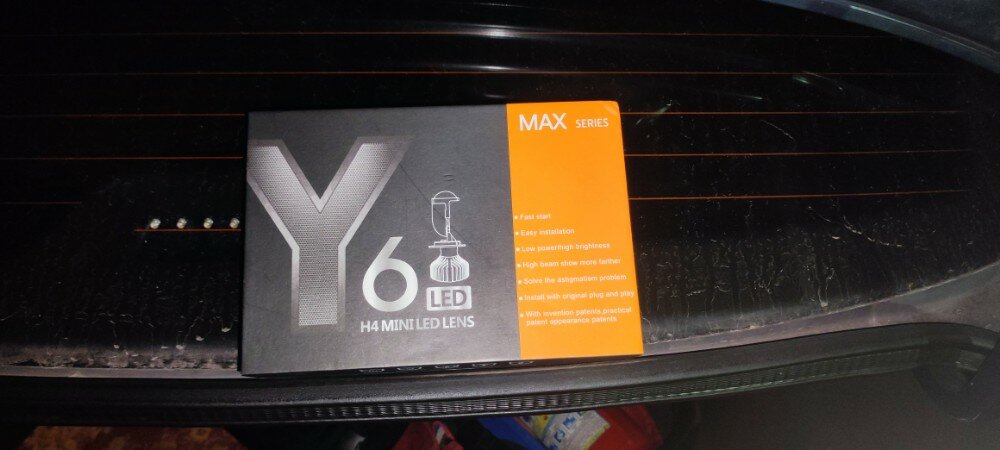 Y6
LED
H4 MINI LED LENS
MAX SERIES
Fast start
Easy installation
Low power/high brightness
High beam show more farther
Solve the astigmatism problem
Install with original plug and play
With invention patents,practical
patent appearance patents